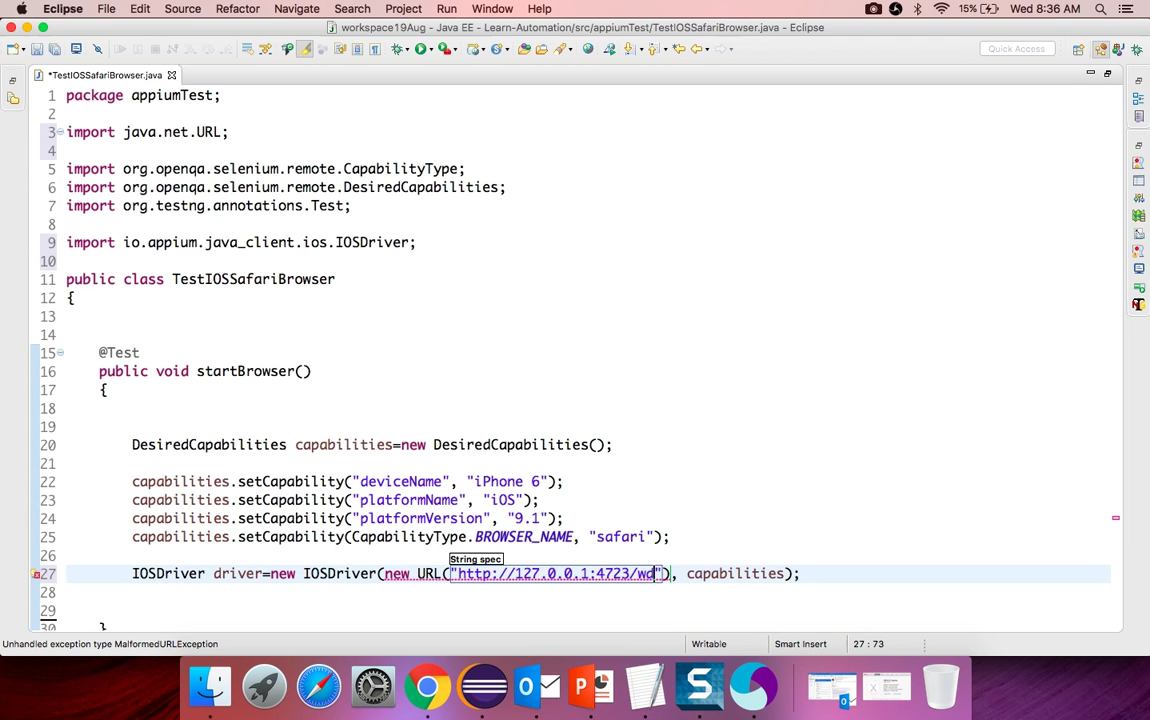 Eclipse File Edit Source Refactor Navigate Search Project Run Window Help 15% Wed 8:36 AM
workspace19Aug - Java EE - Learn-Automation/src/appiumTest/TestIOSSafariBrowser.java - Eclipse
Quick Access
*TestIOSSafariBrowser.java
1 package appiumTest;
2
3 import java.net.URL;
4
5 import org.openqa.selenium.remote.CapabilityType;
6 import org.openqa.selenium.remote.DesiredCapabilities;
7 import org.testng.annotations.Test;
8
9 import io.appium.java_client.ios.IOSDriver;
10
11 public class TestIOSSafariBrowser
12 {
13
14
15 @Test
16 public void startBrowser()
17 {
18
19
20 DesiredCapabilities capabilities=new DesiredCapabilities();
21
22 capabilities.setCapability("deviceName", "iPhone 6");
23 capabilities.setCapability("platformName", "iOS");
24 capabilities.setCapability("platformVersion", "9.1");
25 capabilities.setCapability(CapabilityType.BROWSER_NAME, "safari");
26
String spec
27 IOSDriver driver=new IOSDriver(new URL("http://127.0.0.1:4723/wd"), capabilities);
28
29
30 }
Unhandled exception type MalformedURLException Writable Smart Insert 27 : 73